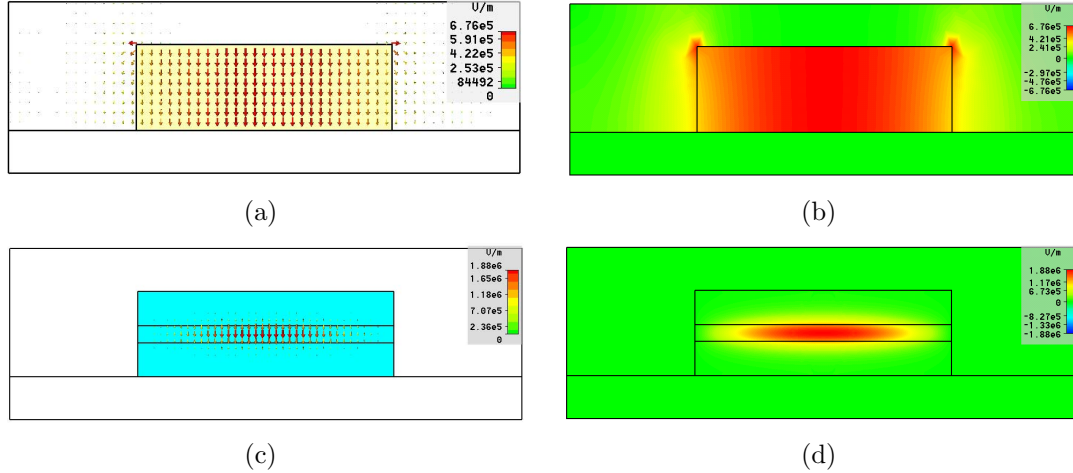 V/m
6.76e5
5.91e5
4.22e5
2.53e5
84492
0
V/m
6.76e5
4.21e5
2.41e5
0
-2.97e5
-4.76e5
-6.76e5
(a)
(b)
V/m
1.88e6
1.65e6
1.18e6
7.07e5
2.36e5
0
V/m
1.88e6
1.17e6
6.73e5
0
-8.27e5
-1.33e6
-1.88e6
(c)
(d)